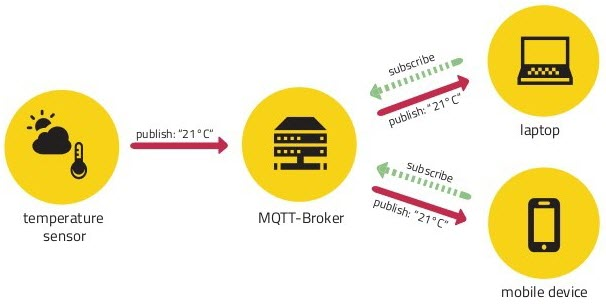 temperature
sensor
publish: "21°C"
MQTT-Broker
subscribe
publish: "21°C"
laptop
subscribe
publish: "21°C"
mobile device